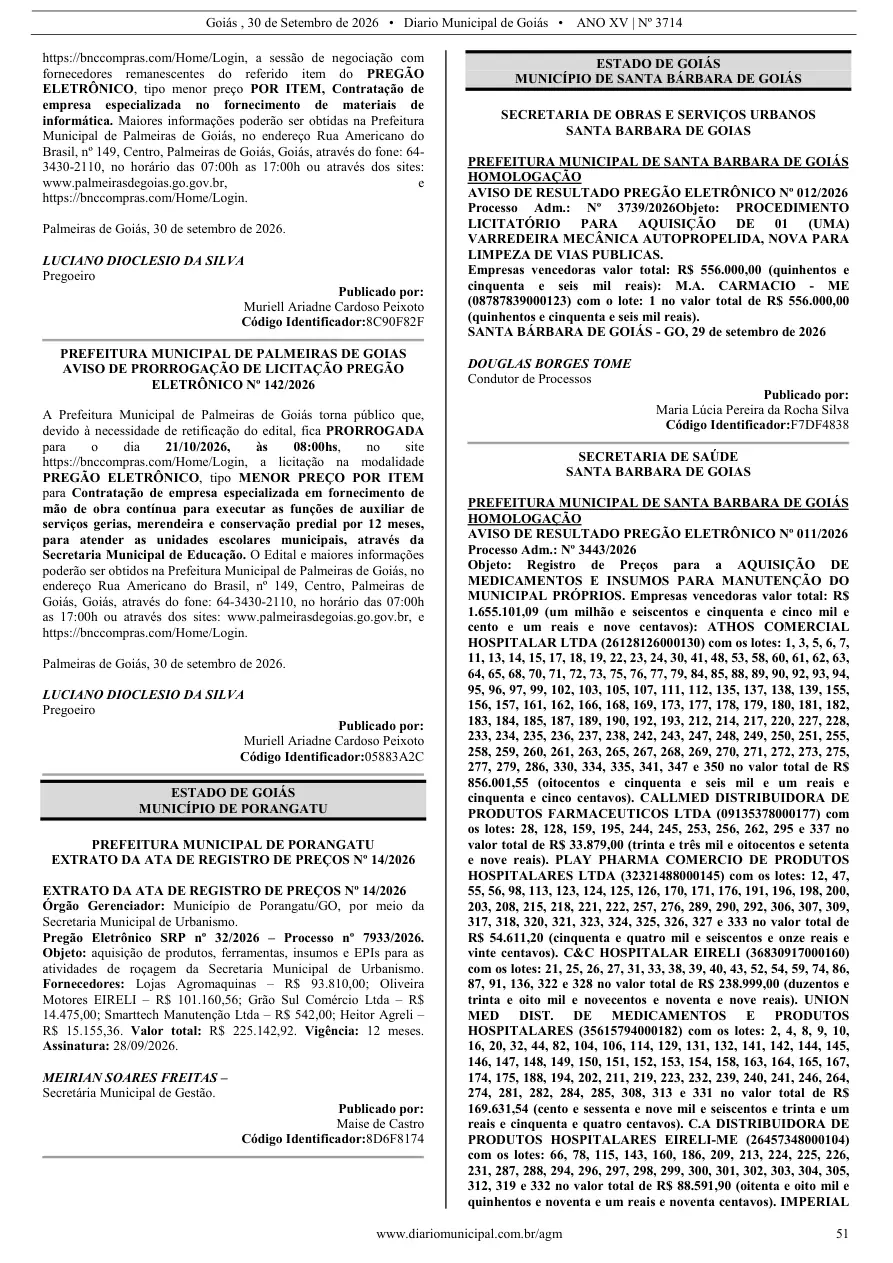 Goiás , 30 de Setembro de 2026 • Diario Municipal de Goiás • ANO XV | Nº 3714
https://bnccompras.com/Home/Login, a sessão de negociação com
fornecedores remanescentes do referido item do PREGÃO
ELETRÔNICO, tipo menor preço POR ITEM, Contratação de
empresa especializada no fornecimento de materiais de
informática. Maiores informações poderão ser obtidas na Prefeitura
Municipal de Palmeiras de Goiás, no endereço Rua Americano do
Brasil, nº 149, Centro, Palmeiras de Goiás, Goiás, através do fone: 64-
3430-2110, no horário das 07:00h as 17:00h ou através dos sites:
www.palmeirasdegoias.go.gov.br, e
https://bnccompras.com/Home/Login.
Palmeiras de Goiás, 30 de setembro de 2026.
LUCIANO DIOCLESIO DA SILVA
Pregoeiro
Publicado por:
Muriell Ariadne Cardoso Peixoto
Código Identificador:8C90F82F
PREFEITURA MUNICIPAL DE PALMEIRAS DE GOIAS
AVISO DE PRORROGAÇÃO DE LICITAÇÃO PREGÃO
ELETRÔNICO Nº 142/2026
A Prefeitura Municipal de Palmeiras de Goiás torna público que,
devido à necessidade de retificação do edital, fica PRORROGADA
para o dia 21/10/2026, às 08:00hs, no site
https://bnccompras.com/Home/Login, a licitação na modalidade
PREGÃO ELETRÔNICO, tipo MENOR PREÇO POR ITEM
para Contratação de empresa especializada em fornecimento de
mão de obra contínua para executar as funções de auxiliar de
serviços gerias, merendeira e conservação predial por 12 meses,
para atender as unidades escolares municipais, através da
Secretaria Municipal de Educação. O Edital e maiores informações
poderão ser obtidos na Prefeitura Municipal de Palmeiras de Goiás, no
endereço Rua Americano do Brasil, nº 149, Centro, Palmeiras de
Goiás, Goiás, através do fone: 64-3430-2110, no horário das 07:00h
as 17:00h ou através dos sites: www.palmeirasdegoias.go.gov.br, e
https://bnccompras.com/Home/Login.
Palmeiras de Goiás, 30 de setembro de 2026.
LUCIANO DIOCLESIO DA SILVA
Pregoeiro
Publicado por:
Muriell Ariadne Cardoso Peixoto
Código Identificador:05883A2C
ESTADO DE GOIÁS
MUNICÍPIO DE PORANGATU
PREFEITURA MUNICIPAL DE PORANGATU
EXTRATO DA ATA DE REGISTRO DE PREÇOS Nº 14/2026
EXTRATO DA ATA DE REGISTRO DE PREÇOS Nº 14/2026
Órgão Gerenciador: Município de Porangatu/GO, por meio da
Secretaria Municipal de Urbanismo.
Pregão Eletrônico SRP nº 32/2026 – Processo nº 7933/2026.
Objeto: aquisição de produtos, ferramentas, insumos e EPIs para as
atividades de roçagem da Secretaria Municipal de Urbanismo.
Fornecedores: Lojas Agromaquinas – R$ 93.810,00; Oliveira
Motores EIRELI – R$ 101.160,56; Grão Sul Comércio Ltda – R$
14.475,00; Smarttech Manutenção Ltda – R$ 542,00; Heitor Agreli –
R$ 15.155,36. Valor total: R$ 225.142,92. Vigência: 12 meses.
Assinatura: 28/09/2026.
MEIRIAN SOARES FREITAS –
Secretária Municipal de Gestão.
Publicado por:
Maise de Castro
Código Identificador:8D6F8174
ESTADO DE GOIÁS
MUNICÍPIO DE SANTA BÁRBARA DE GOIÁS
SECRETARIA DE OBRAS E SERVIÇOS URBANOS
SANTA BARBARA DE GOIAS
PREFEITURA MUNICIPAL DE SANTA BARBARA DE GOIÁS
HOMOLOGAÇÃO
AVISO DE RESULTADO PREGÃO ELETRÔNICO Nº 012/2026
Processo Adm.: Nº 3739/2026Objeto: PROCEDIMENTO
LICITATÓRIO PARA AQUISIÇÃO DE 01 (UMA)
VARREDEIRA MECÂNICA AUTOPROPELIDA, NOVA PARA
LIMPEZA DE VIAS PUBLICAS.
Empresas vencedoras valor total: R$ 556.000,00 (quinhentos e
cinquenta e seis mil reais): M.A. CARMACIO - ME
(08787839000123) com o lote: 1 no valor total de R$ 556.000,00
(quinhentos e cinquenta e seis mil reais).
SANTA BÁRBARA DE GOIÁS - GO, 29 de setembro de 2026
DOUGLAS BORGES TOME
Condutor de Processos
Publicado por:
Maria Lúcia Pereira da Rocha Silva
Código Identificador:F7DF4838
SECRETARIA DE SAÚDE
SANTA BARBARA DE GOIAS
PREFEITURA MUNICIPAL DE SANTA BARBARA DE GOIÁS
HOMOLOGAÇÃO
AVISO DE RESULTADO PREGÃO ELETRÔNICO Nº 011/2026
Processo Adm.: Nº 3443/2026
Objeto: Registro de Preços para a AQUISIÇÃO DE
MEDICAMENTOS E INSUMOS PARA MANUTENÇÃO DO
MUNICIPAL PRÓPRIOS. Empresas vencedoras valor total: R$
1.655.101,09 (um milhão e seiscentos e cinquenta e cinco mil e
cento e um reais e nove centavos): ATHOS COMERCIAL
HOSPITALAR LTDA (26128126000130) com os lotes: 1, 3, 5, 6, 7,
11, 13, 14, 15, 17, 18, 19, 22, 23, 24, 30, 41, 48, 53, 58, 60, 61, 62, 63,
64, 65, 68, 70, 71, 72, 73, 75, 76, 77, 79, 84, 85, 88, 89, 90, 92, 93, 94,
95, 96, 97, 99, 102, 103, 105, 107, 111, 112, 135, 137, 138, 139, 155,
156, 157, 161, 162, 166, 168, 169, 173, 177, 178, 179, 180, 181, 182,
183, 184, 185, 187, 189, 190, 192, 193, 212, 214, 217, 220, 227, 228,
233, 234, 235, 236, 237, 238, 242, 243, 247, 248, 249, 250, 251, 255,
258, 259, 260, 261, 263, 265, 267, 268, 269, 270, 271, 272, 273, 275,
277, 279, 286, 330, 334, 335, 341, 347 e 350 no valor total de R$
856.001,55 (oitocentos e cinquenta e seis mil e um reais e
cinquenta e cinco centavos). CALLMED DISTRIBUIDORA DE
PRODUTOS FARMACEUTICOS LTDA (09135378000177) com
os lotes: 28, 128, 159, 195, 244, 245, 253, 256, 262, 295 e 337 no
valor total de R$ 33.879,00 (trinta e três mil e oitocentos e setenta
e nove reais). PLAY PHARMA COMERCIO DE PRODUTOS
HOSPITALARES LTDA (32321488000145) com os lotes: 12, 47,
55, 56, 98, 113, 123, 124, 125, 126, 170, 171, 176, 191, 196, 198, 200,
203, 208, 215, 218, 221, 222, 257, 276, 289, 290, 292, 306, 307, 309,
317, 318, 320, 321, 323, 324, 325, 326, 327 e 333 no valor total de
R$ 54.611,20 (cinquenta e quatro mil e seiscentos e onze reais e
vinte centavos). C&C HOSPITALAR EIRELI (36830917000160)
com os lotes: 21, 25, 26, 27, 31, 33, 38, 39, 40, 43, 52, 54, 59, 74, 86,
87, 91, 136, 322 e 328 no valor total de R$ 238.999,00 (duzentos e
trinta e oito mil e novecentos e noventa e nove reais). UNION
MED DIST. DE MEDICAMENTOS E PRODUTOS
HOSPITALARES (35615794000182) com os lotes: 2, 4, 8, 9, 10,
16, 20, 32, 44, 82, 104, 106, 114, 129, 131, 132, 141, 142, 144, 145,
146, 147, 148, 149, 150, 151, 152, 153, 154, 158, 163, 164, 165, 167,
174, 175, 188, 194, 202, 211, 219, 223, 232, 239, 240, 241, 246, 264,
274, 281, 282, 284, 285, 308, 313 e 331 no valor total de R$
169.631,54 (cento e sessenta e nove mil e seiscentos e trinta e um
reais e cinquenta e quatro centavos). C.A DISTRIBUIDORA DE
PRODUTOS HOSPITALARES EIRELI-ME (26457348000104)
com os lotes: 66, 78, 115, 143, 160, 186, 209, 213, 224, 225, 226,
231, 287, 288, 294, 296, 297, 298, 299, 300, 301, 302, 303, 304, 305,
312, 319 e 332 no valor total de R$ 88.591,90 (oitenta e oito mil e
quinhentos e noventa e um reais e noventa centavos). IMPERIAL
www.diariomunicipal.com.br/agm
51